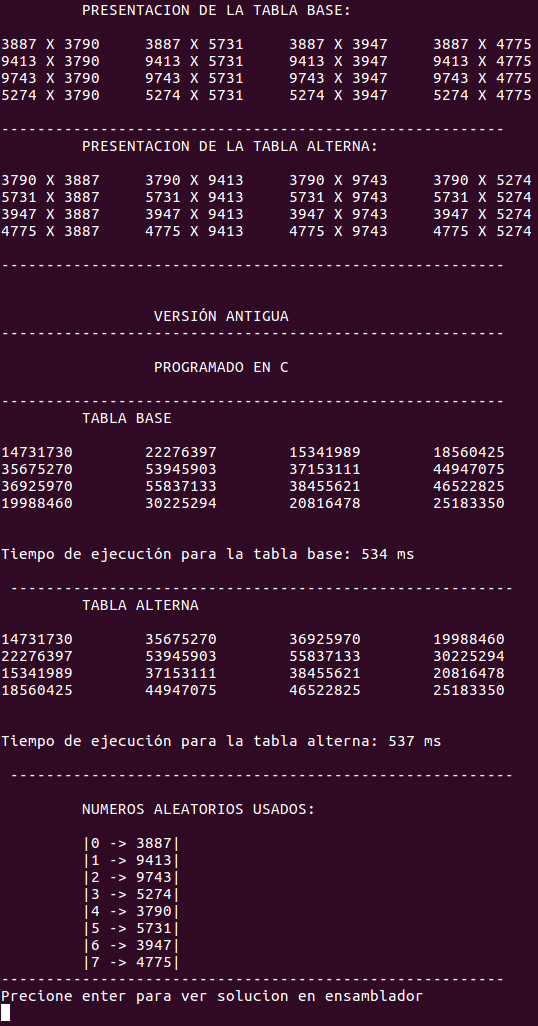 PRESENTACION DE LA TABLA BASE:
3887 X 3790 3887 X 5731 3887 X 3947 3887 X 4775
9413 X 3790 9413 X 5731 9413 X 3947 9413 X 4775
9743 X 3790 9743 X 5731 9743 X 3947 9743 X 4775
5274 X 3790 5274 X 5731 5274 X 3947 5274 X 4775
--------------------------------------------------------
PRESENTACION DE LA TABLA ALTERNA:
3790 X 3887 3790 X 9413 3790 X 9743 3790 X 5274
5731 X 3887 5731 X 9413 5731 X 9743 5731 X 5274
3947 X 3887 3947 X 9413 3947 X 9743 3947 X 5274
4775 X 3887 4775 X 9413 4775 X 9743 4775 X 5274
--------------------------------------------------------
VERSIÓN ANTIGUA
--------------------------------------------------------
PROGRAMADO EN C
--------------------------------------------------------
TABLA BASE
14731730 22276397 15341989 18560425
35675270 53945903 37153111 44947075
36925970 55837133 38455621 46522825
19988460 30225294 20816478 25183350
Tiempo de ejecución para la tabla base: 534 ms
--------------------------------------------------------
TABLA ALTERNA
14731730 35675270 36925970 19988460
22276397 53945903 55837133 30225294
15341989 37153111 38455621 20816478
18560425 44947075 46522825 25183350
Tiempo de ejecución para la tabla alterna: 537 ms
--------------------------------------------------------
NUMEROS ALEATORIOS USADOS:
|0 -> 3887|
|1 -> 9413|
|2 -> 9743|
|3 -> 5274|
|4 -> 3790|
|5 -> 5731|
|6 -> 3947|
|7 -> 4775|
--------------------------------------------------------
Precione enter para ver solucion en ensamblador